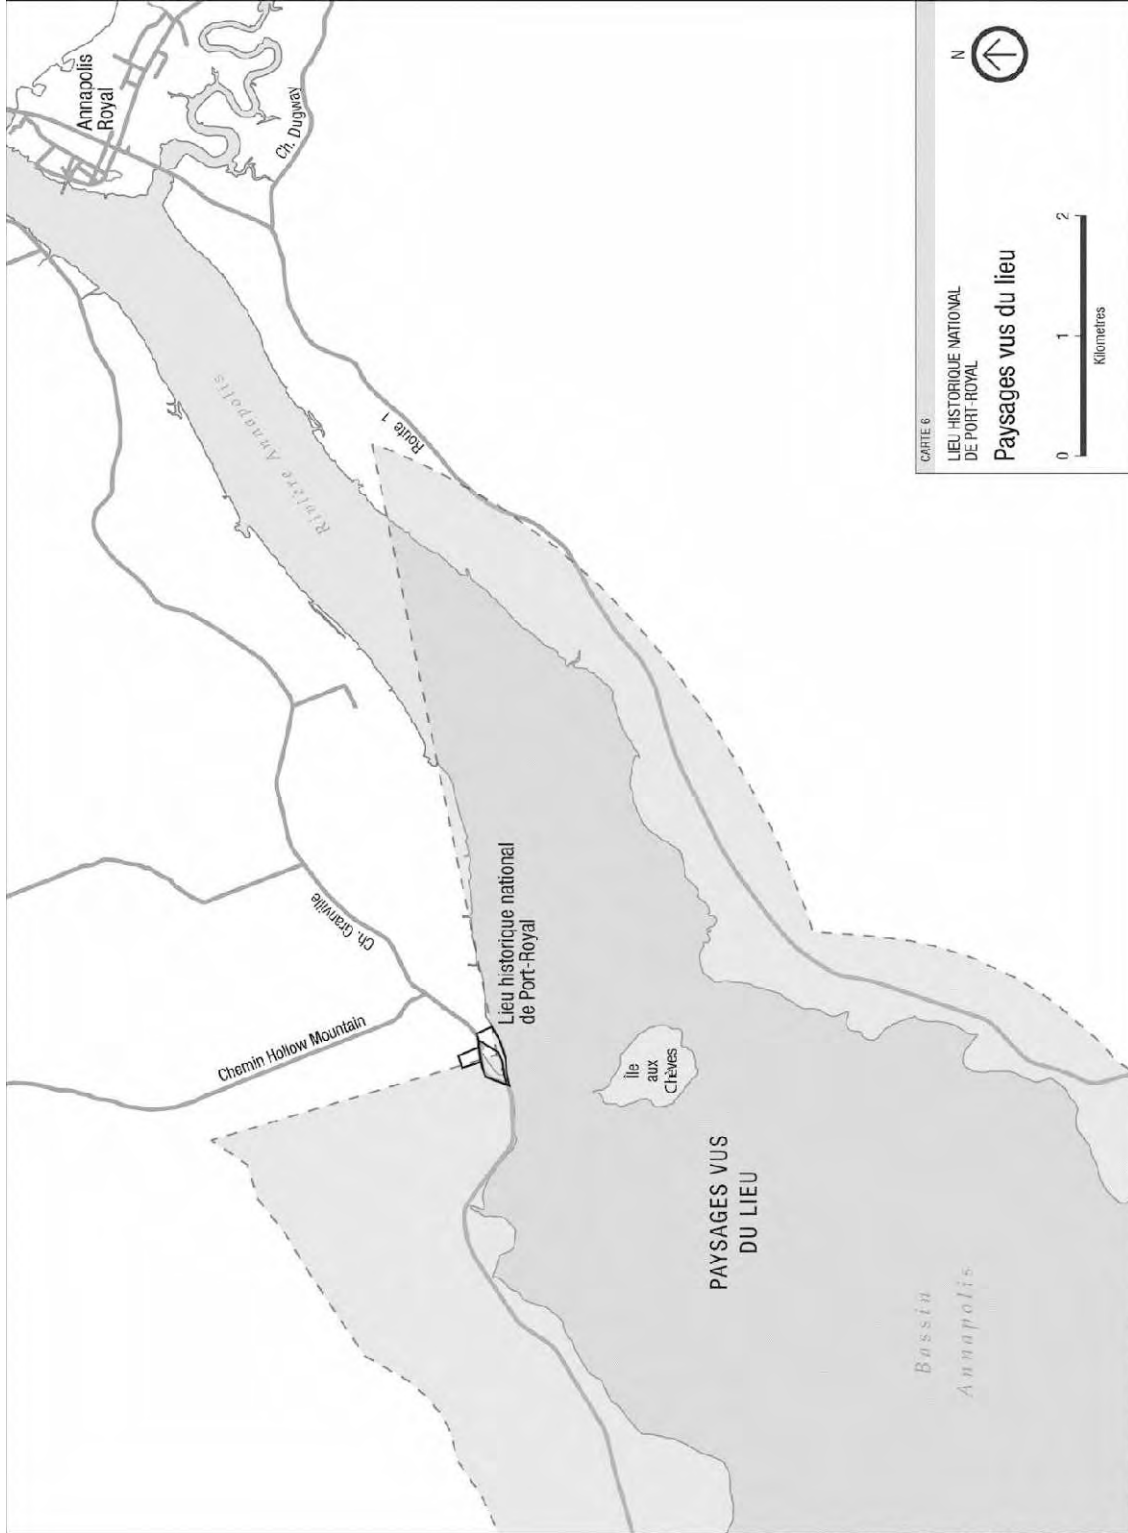 Annapolis
Royal
Ch. Dugway
Rivière Annapolis
Route 1
Ch. Granville
Chemin Hollow Mountain
Lieu historique national
de Port-Royal
Île
aux
Chèves
PAYSAGES VUS
DU LIEU
Bassin
Annapolis
CARTE 6
LIEU HISTORIQUE NATIONAL
DE PORT-ROYAL
Paysages vus du lieu
N
0 1 2
Kilometres